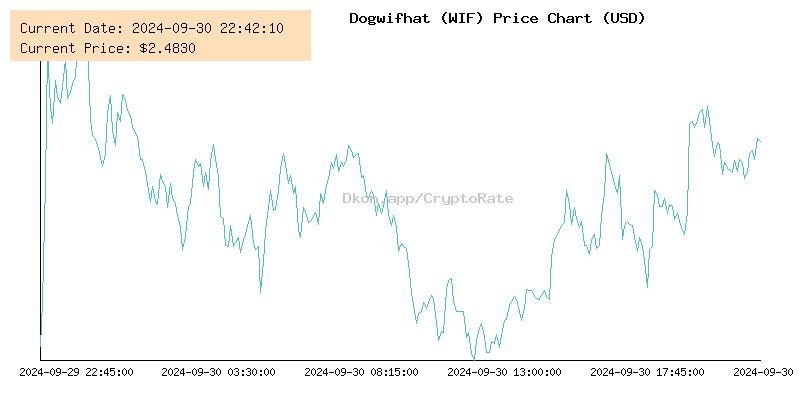 Dogwifhat (WIF) Price Chart (USD)
Current Date: 2024-09-30 22:42:10
Current Price: $2.4830
Dkon.app/CryptoRate
2024-09-29 22:45:00 2024-09-30 03:30:00 2024-09-30 08:15:00 2024-09-30 13:00:00 2024-09-30 17:45:00 2024-09-30